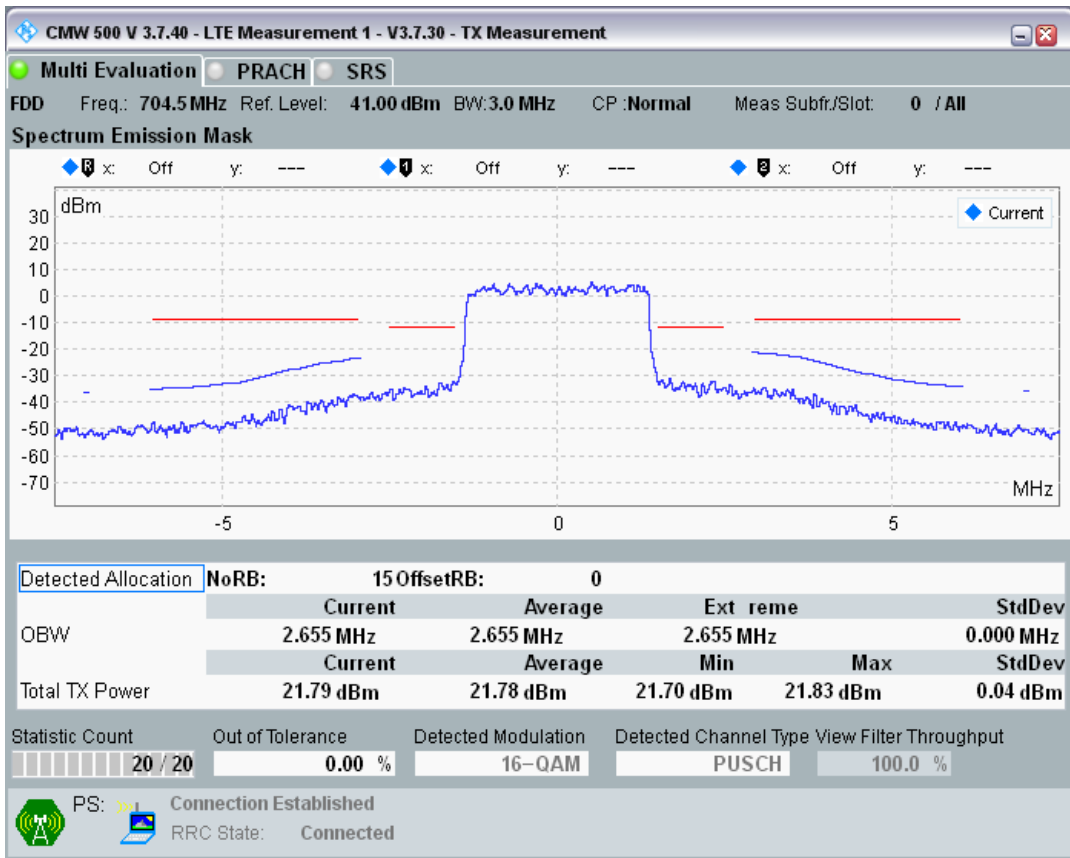 CMW 500 V 3.7.40 - LTE Measurement 1 - V3.7.30 - TX Measurement
Multi Evaluation PRACH SRS
FDD Freq.: 704.5 MHz Ref. Level: 41.00 dBm BW: 3.0 MHz CP : Normal Meas Subfr./Slot: 0 / All
Spectrum Emission Mask
R x: Off y: --- 1 x: Off y: --- 2 x: Off y: ---
dBm
Current
30
20
10
0
-10
-20
-30
-40
-50
-60
-70
MHz
-5 0 5
Detected Allocation NoRB: 15 OffsetRB: 0
Current Average Ext reme StdDev
OBW 2.655 MHz 2.655 MHz 2.655 MHz 0.000 MHz
Current Average Min Max StdDev
Total TX Power 21.79 dBm 21.78 dBm 21.70 dBm 21.83 dBm 0.04 dBm
Statistic Count Out of Tolerance Detected Modulation Detected Channel Type View Filter Throughput
20 / 20 0.00 % 16-QAM PUSCH 100.0 %
PS: Connection Established
RRC State: Connected